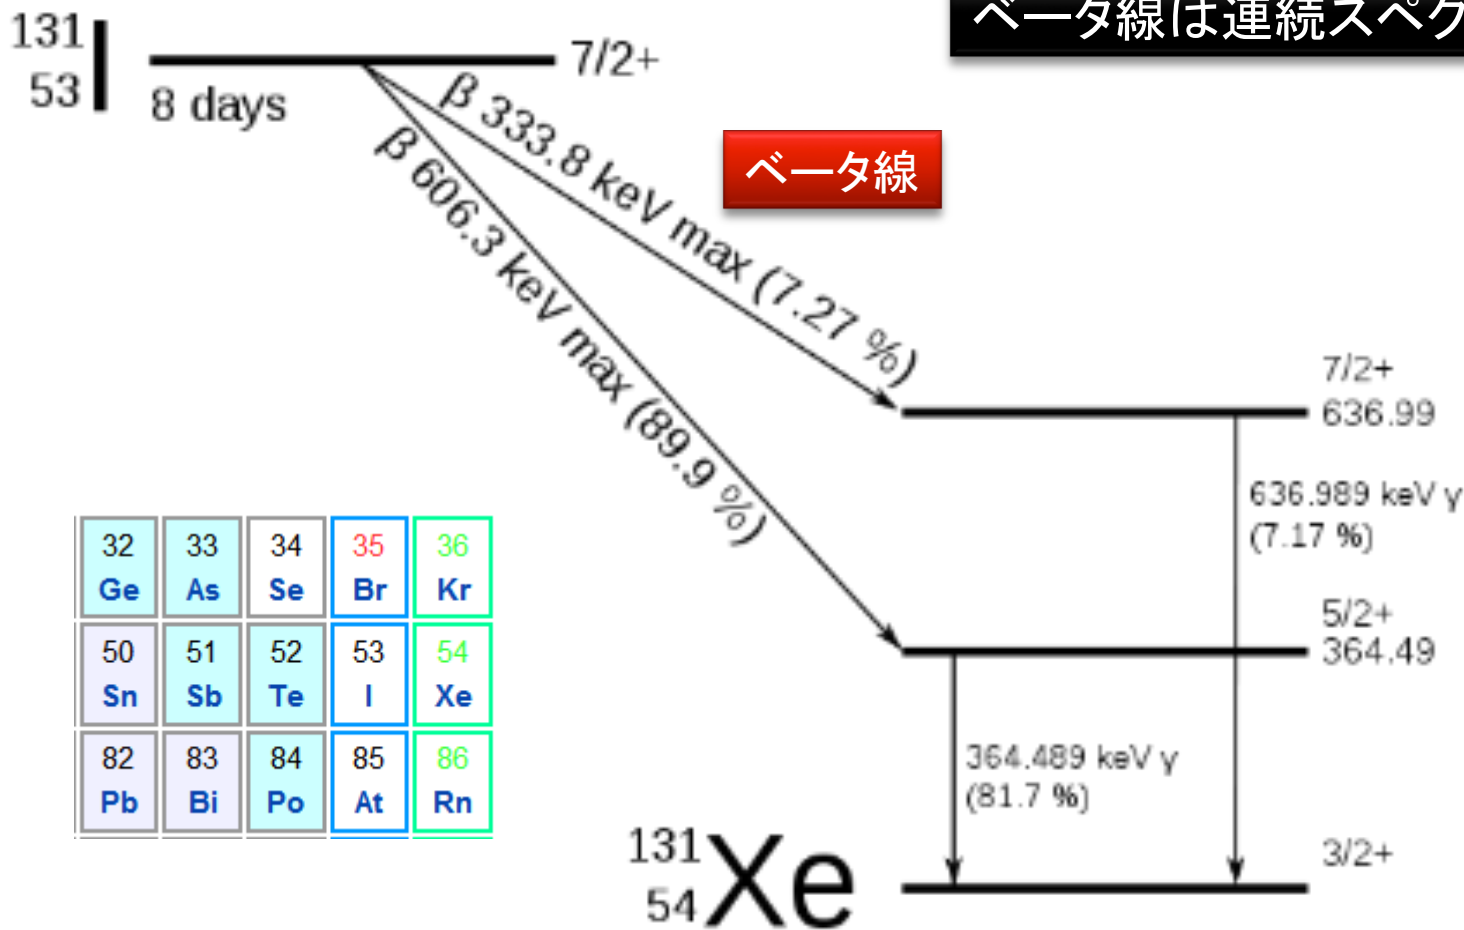 ベータ線は連続スペク
131
53
I
7/2+
8 days
β 333.8 keV max (7.27 %)
β 606.3 keV max (89.9 %)
ベータ線
7/2+
636.99
636.989 keV γ
(7.17 %)
5/2+
364.49
364.489 keV γ
(81.7 %)
3/2+
131
54
Xe
32 33 34 35 36
Ge As Se Br Kr
50 51 52 53 54
Sn Sb Te I Xe
82 83 84 85 86
Pb Bi Po At Rn